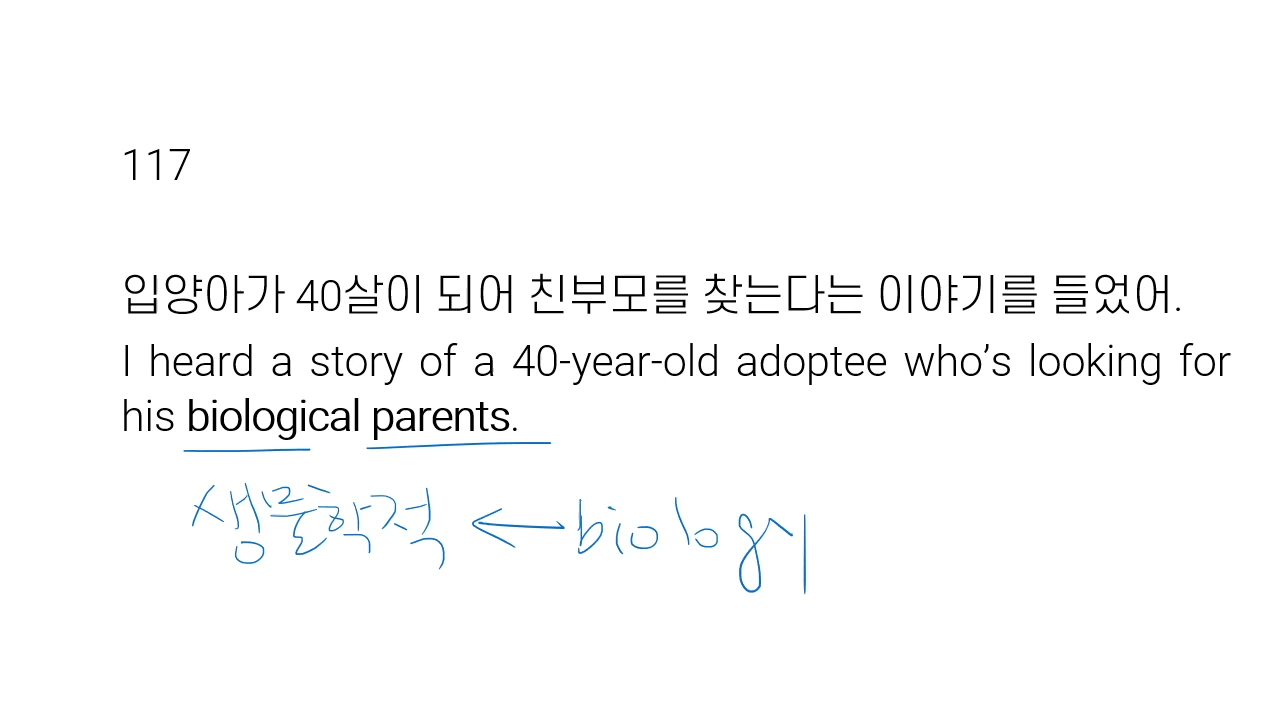 117
입양아가 40살이 되어 친부모를 찾는다는 이야기를 들었어.
I heard a story of a 40-year-old adoptee who’s looking for
his biological parents.
생물학적 ← biology